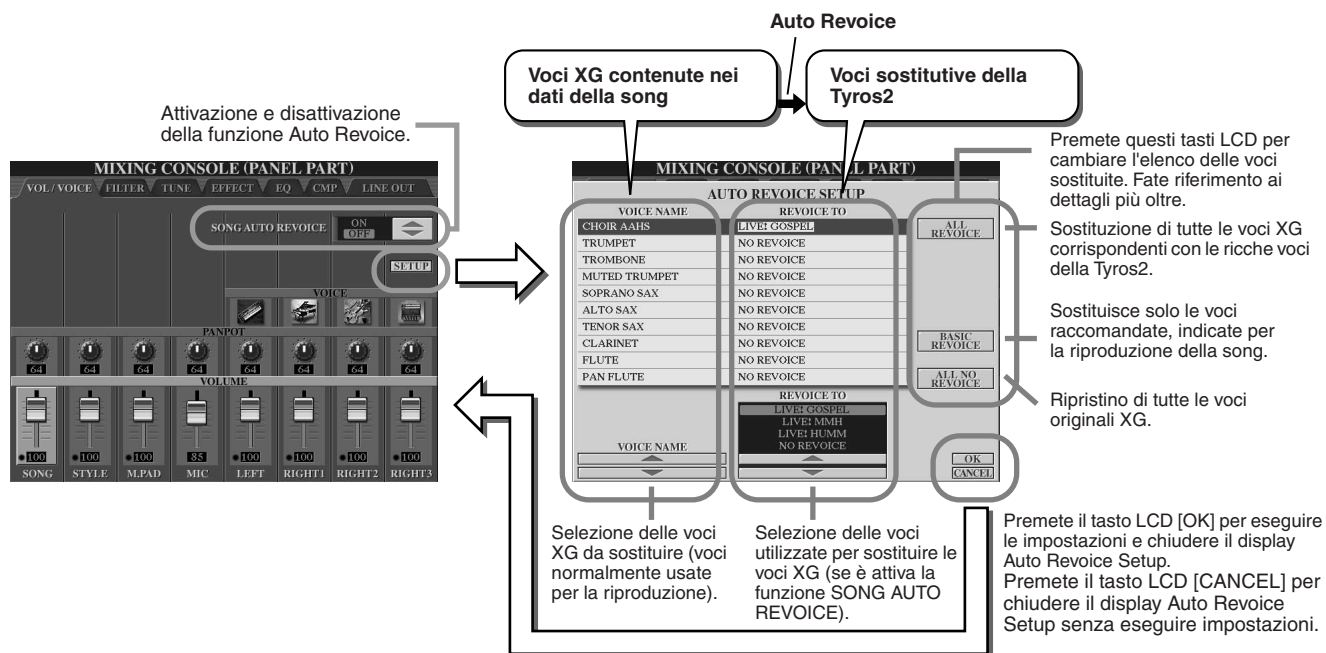 Auto Revoice
Voci XG contenute nei
dati della song
Voci sostitutive della
Tyros2
Attivazione e disattivazione
della funzione Auto Revoice.
MIXING CONSOLE (PANEL PART)
VOL / VOICE FILTER TUNE EFFECT EQ CMP LINE OUT
SONG AUTO REVOICE ON
OFF
SETUP
VOICE
PANPOT
64 64 64 64 64 64 64 64
VOLUME
100 100 100 85 100 100 100 100
SONG STYLE M.PAD MIC LEFT RIGHT1 RIGHT2 RIGHT3
MIXING CONSOLE (PANEL PART)
AUTO REVOICE SETUP
VOICE NAME REVOICE TO
CHOIR AAHS LIVE! GOSPEL
TRUMPET NO REVOICE
TROMBONE NO REVOICE
MUTED TRUMPET NO REVOICE
SOPRANO SAX NO REVOICE
ALTO SAX NO REVOICE
TENOR SAX NO REVOICE
CLARINET NO REVOICE
FLUTE NO REVOICE
PAN FLUTE NO REVOICE
ALL
REVOICE
BASIC
REVOICE
ALL NO
REVOICE
REVOICE TO
LIVE! GOSPEL
LIVE! MMH
LIVE! HUMM
NO REVOICE
VOICE NAME
OK
CANCEL
Premete questi tasti LCD per
cambiare l'elenco delle voci
sostituite. Fate riferimento ai
dettagli più oltre.
Sostituzione di tutte le voci XG
corrispondenti con le ricche voci
della Tyros2.
Sostituisce solo le voci
raccomandate, indicate per
la riproduzione della song.
Ripristino di tutte le voci
originali XG.
Selezione delle voci
XG da sostituire (voci
normalmente usate
per la riproduzione).
Selezione delle voci
utilizzate per sostituire le
voci XG (se è attiva la
funzione SONG AUTO
REVOICE).
Premete il tasto LCD [OK] per eseguire
le impostazioni e chiudere il display
Auto Revoice Setup.
Premete il tasto LCD [CANCEL] per
chiudere il display Auto Revoice
Setup senza eseguire impostazioni.